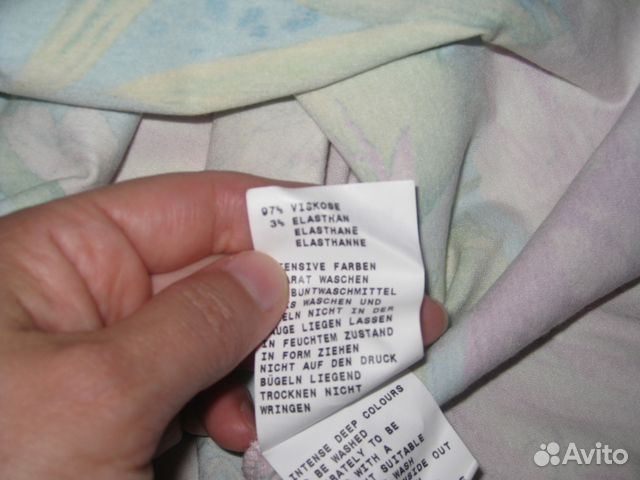 97% VISKOSE
3% ELASTHAN
ELASTHANE
ELASTHANNE
FARBEN
WASCHEN
BUNTWASCHMITTEL
WASCHEN UND
NICHT IN DER
LIEGEN LASSEN
IN FEUCHTEM ZUSTAND
IN FORM ZIEHEN
NICHT AUF DEN DRUCK
BÜGELN LIEGEND
TROCKNEN NICHT
WRINGEN
INTENSE DEEP COLOURS
BE WASHED
TO BE
WITH A
SUITABLE
WASH
OUT
Avito